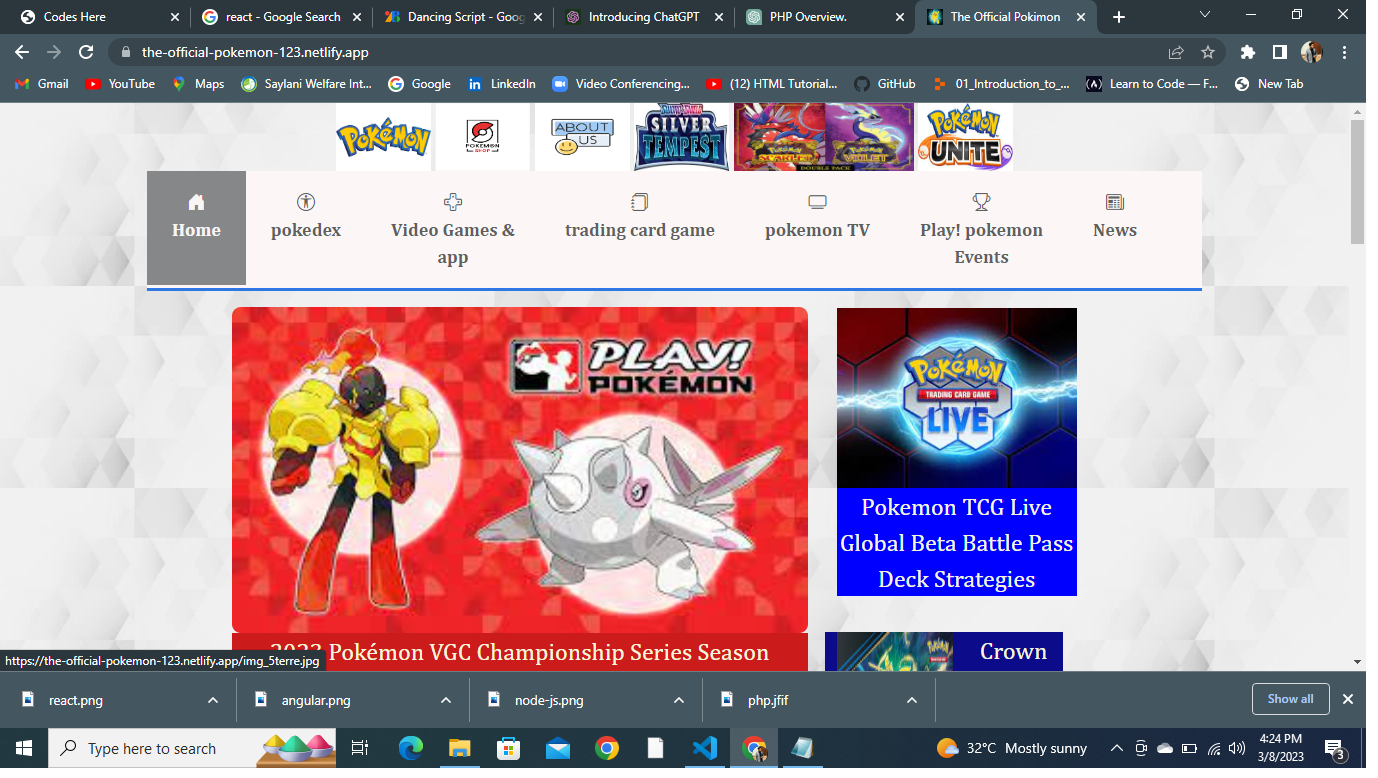 Codes Here
react - Google Search
Dancing Script - Goog
Introducing ChatGPT
PHP Overview.
The Official Pokimon
the-official-pokemon-123.netlify.app
Gmail
YouTube
Maps
Saylani Welfare Int...
Google
LinkedIn
Video Conferencing...
(12) HTML Tutorial...
GitHub
01_Introduction_to_...
Learn to Code — F...
New Tab
POKéMON
POKEMON
SHOP
ABOUT
US
SILVER
TEMPEST
SCARLET
VIOLET
DOUBLE PACK
POKéMON
UNITE
Home
pokedex
Video Games &
app
trading card game
pokemon TV
Play! pokemon
Events
News
PLAY!
POKÉMON
POKéMON
TRADING CARD GAME
LIVE
Pokemon TCG Live
Global Beta Battle Pass
Deck Strategies
2023 Pokémon VGC Championship Series Season
Crown
https://the-official-pokemon-123.netlify.app/img_5terre.jpg
react.png
angular.png
node-js.png
php.jfif
Show all
Type here to search
32°C Mostly sunny
4:24 PM
3/8/2023
3